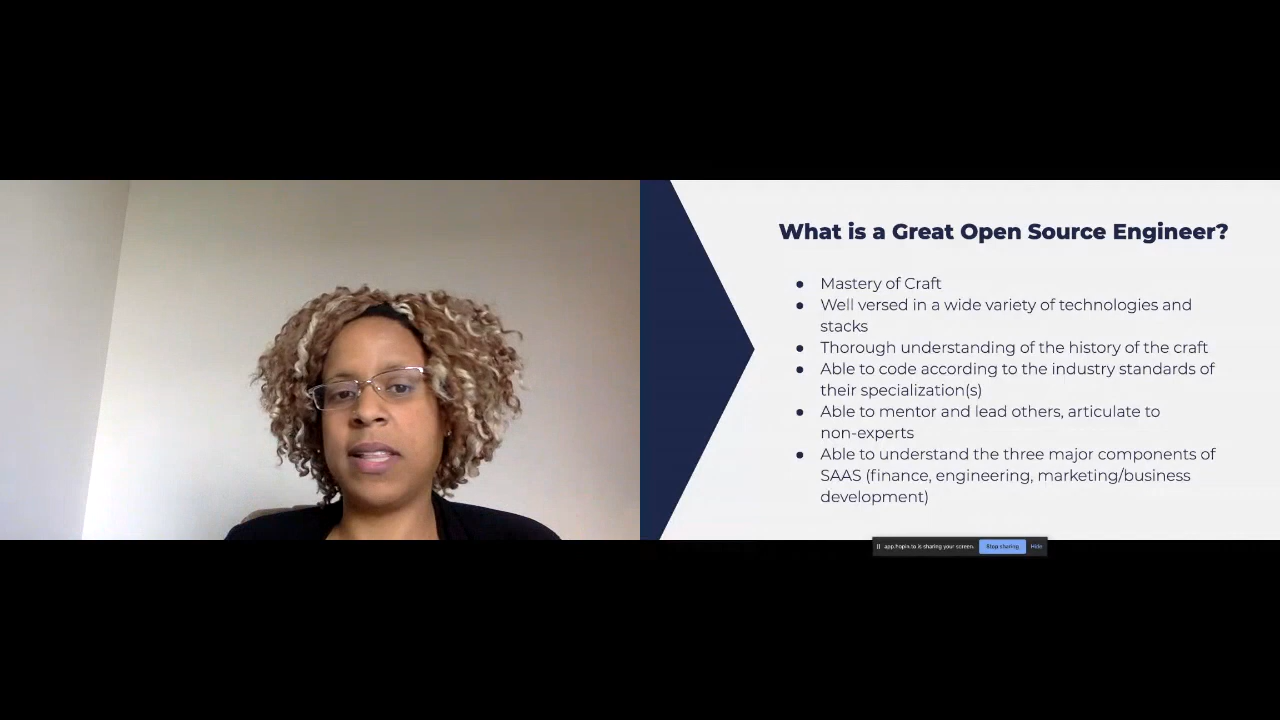 What is a Great Open Source Engineer?
● Mastery of Craft
● Well versed in a wide variety of technologies and
stacks
● Thorough understanding of the history of the craft
● Able to code according to the industry standards of
their specialization(s)
● Able to mentor and lead others, articulate to
non-experts
● Able to understand the three major components of
SAAS (finance, engineering, marketing/business
development)
app.hopin.to is sharing your screen. Stop sharing Hide